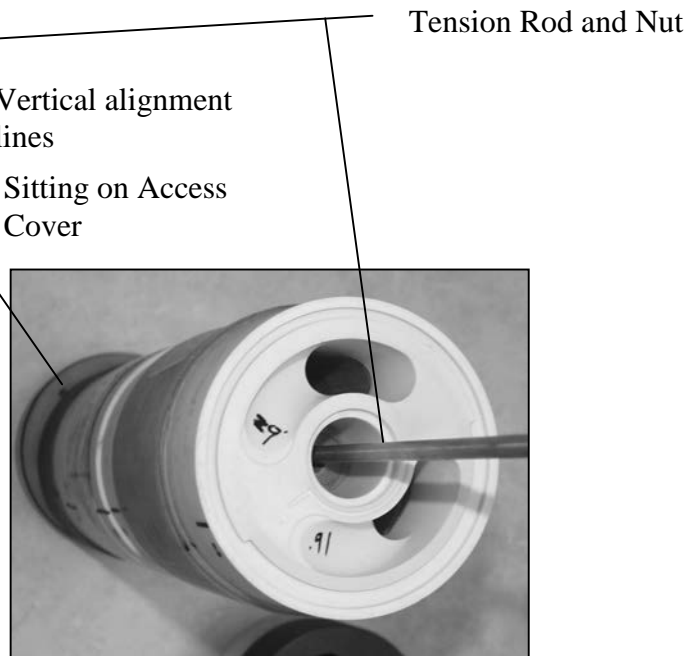 Tension Rod and Nut
Vertical alignment
lines
Sitting on Access
Cover
.91